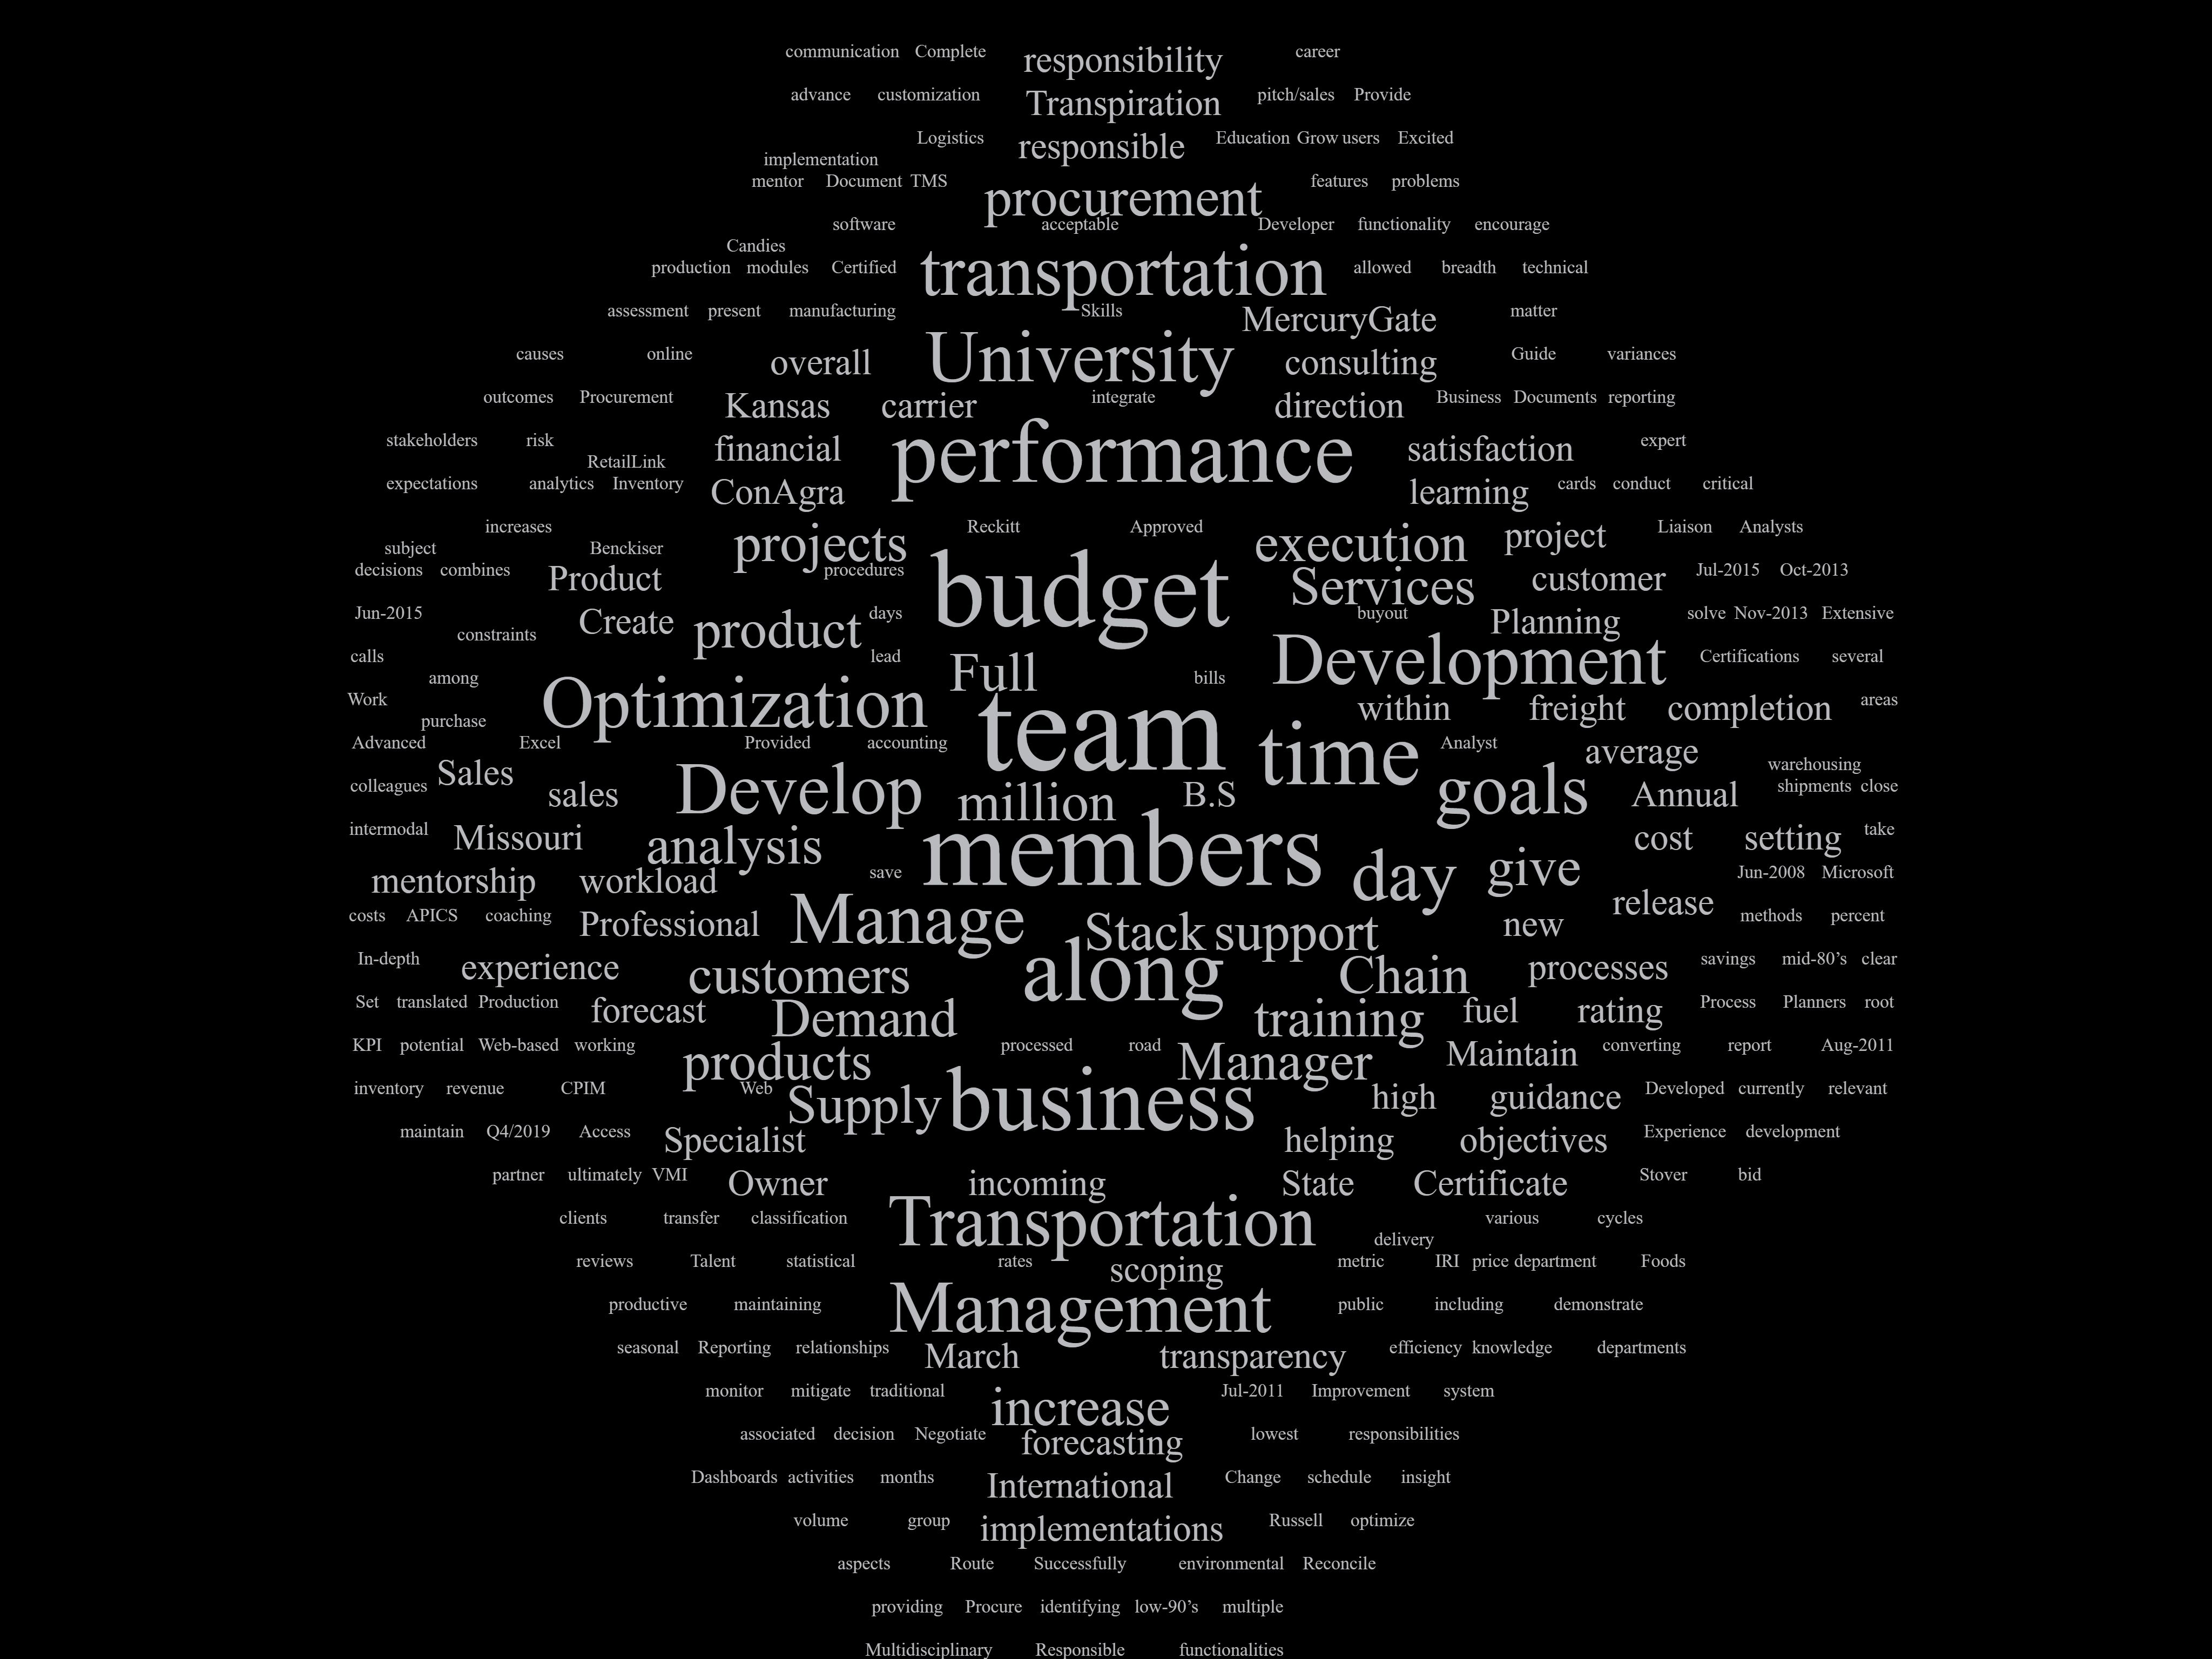 communication Complete responsibility career
advance customization Transpiration pitch/sales Provide
Logistics responsible Education Grow users Excited
implementation
mentor Document TMS procurement features problems
software acceptable Developer functionality encourage
Candies
production modules Certified transportation allowed breadth technical
assessment present manufacturing Skills MercuryGate matter
causes online overall University consulting Guide variances
outcomes Procurement Kansas carrier integrate direction Business Documents reporting
stakeholders risk financial performance satisfaction expert
RetailLink
expectations analytics Inventory ConAgra learning cards conduct critical
increases projects Reckitt Approved execution project Liaison Analysts
subject Benckiser
decisions combines Product procedures budget Services customer Jul-2015 Oct-2013
Jun-2015 Create product days buyout Planning solve Nov-2013 Extensive
constraints
calls lead Full Development Certifications several
among bills
Work Optimization within freight completion areas
purchase
Advanced Excel Provided accounting team time Analyst average
warehousing
colleagues Sales sales Develop million B.S goals Annual shipments close
intermodal Missouri analysis members cost setting take
mentorship workload save day give Jun-2008 Microsoft
release
costs APICS coaching Professional Manage Stack support new methods percent
In-depth experience customers along Chain processes savings mid-80’s clear
Set translated Production forecast Demand training fuel rating Process Planners root
KPI potential Web-based working products processed road Manager Maintain converting report Aug-2011
inventory revenue CPIM Web Supply business high guidance Developed currently relevant
maintain Q4/2019 Access Specialist helping objectives Experience development
partner ultimately VMI Owner incoming State Certificate Stover bid
clients transfer classification Transportation various cycles
delivery
reviews Talent statistical rates scoping metric IRI price department Foods
productive maintaining Management public including demonstrate
seasonal Reporting relationships March transparency efficiency knowledge departments
monitor mitigate traditional increase Jul-2011 Improvement system
associated decision Negotiate forecasting lowest responsibilities
Dashboards activities months International Change schedule insight
volume group implementations Russell optimize
aspects Route Successfully environmental Reconcile
providing Procure identifying low-90’s multiple
Multidisciplinary Responsible functionalities